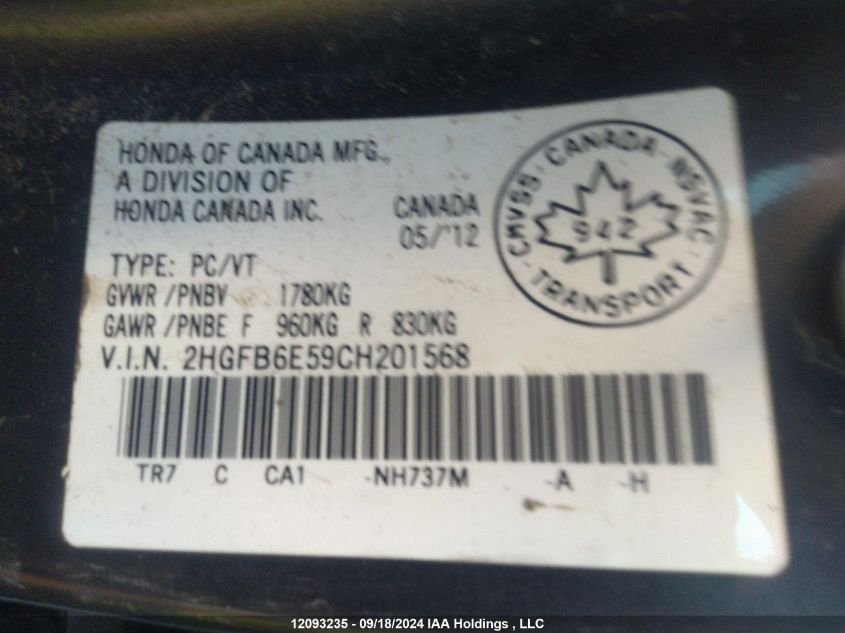 HONDA OF CANADA MFG.,
A DIVISION OF
HONDA CANADA INC. CANADA
05/'12
CMVSS - CANADA - NSVAC
942
TRANSPORT
TYPE: PC/VT
GVWR /PNBV 1780KG
GAWR /PNBE F 960KG R 830KG
V.I.N. 2HGFB6E59CH201568
TR7 C CA1 -NH737M -A -H
12093235 - 09/18/2024 IAA Holdings , LLC